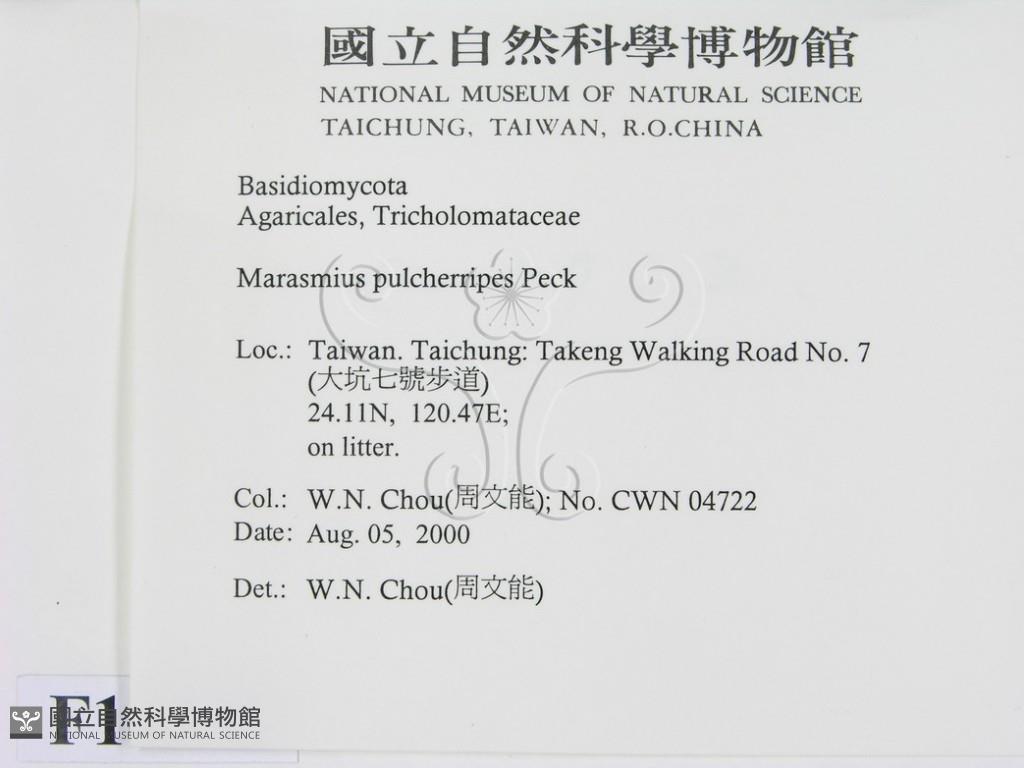 國立自然科學博物館
NATIONAL MUSEUM OF NATURAL SCIENCE
TAICHUNG, TAIWAN, R.O.CHINA
Basidiomycota
Agaricales, Tricholomataceae
Marasmius pulcherripes Peck
Loc.: Taiwan. Taichung: Takeng Walking Road No. 7
(大坑七號步道)
24.11N, 120.47E;
on litter.
Col.: W.N. Chou(周文能); No. CWN 04722
Date: Aug. 05, 2000
Det.: W.N. Chou(周文能)
F1
國立自然科學博物館
NATIONAL MUSEUM OF NATURAL SCIENCE